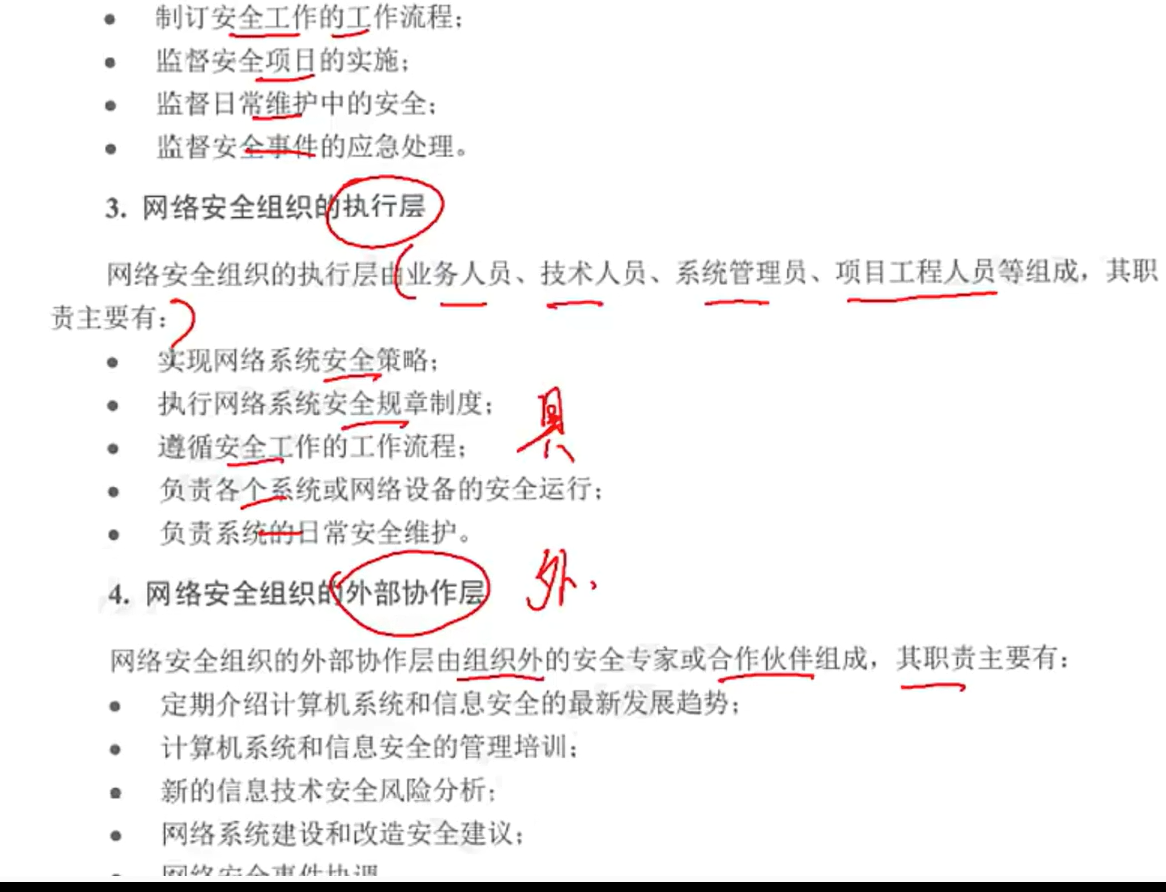 • 制订安全工作的工作流程；
• 监督安全项目的实施；
• 监督日常维护中的安全；
• 监督安全事件的应急处理。
3. 网络安全组织的执行层
网络安全组织的执行层由业务人员、技术人员、系统管理员、项目工程人员等组成，其职
责主要有：
• 实现网络系统安全策略；
• 执行网络系统安全规章制度；
• 遵循安全工作的工作流程；
具
• 负责各个系统或网络设备的安全运行；
• 负责系统的日常安全维护。
4. 网络安全组织的外部协作层
外
网络安全组织的外部协作层由组织外的安全专家或合作伙伴组成，其职责主要有：
• 定期介绍计算机系统和信息安全的最新发展趋势；
• 计算机系统和信息安全的管理培训；
• 新的信息技术安全风险分析；
• 网络系统建设和改造安全建议；
• 网络安全事件协调